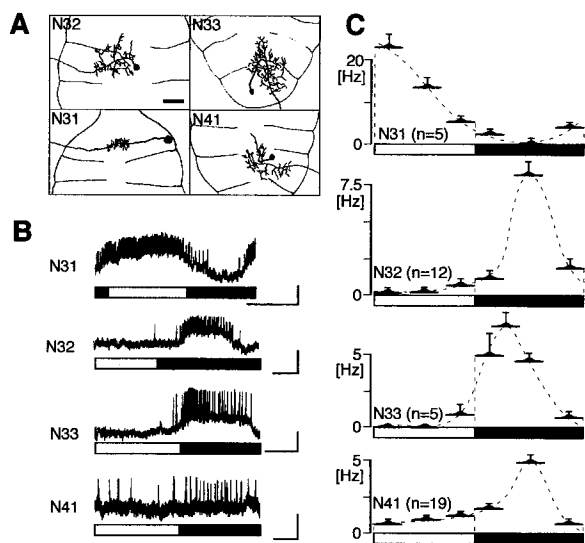 A
N32
N33
N31
N41
B
N31
N32
N33
N41
C
20
[Hz]
0
N31 (n=5)
7.5
[Hz]
0
N32 (n=12)
5
[Hz]
0
N33 (n=5)
5
[Hz]
0
N41 (n=19)